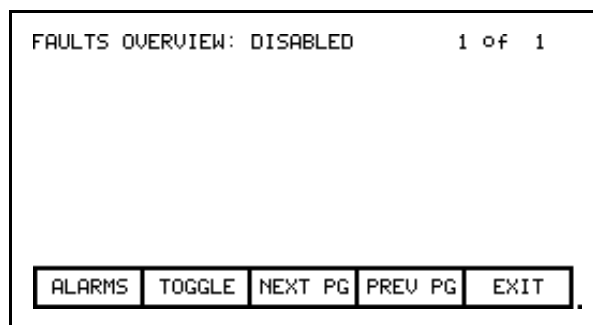 FAULTS OVERVIEW: DISABLED 1 of 1
ALARMS TOGGLE NEXT PG PREV PG EXIT .